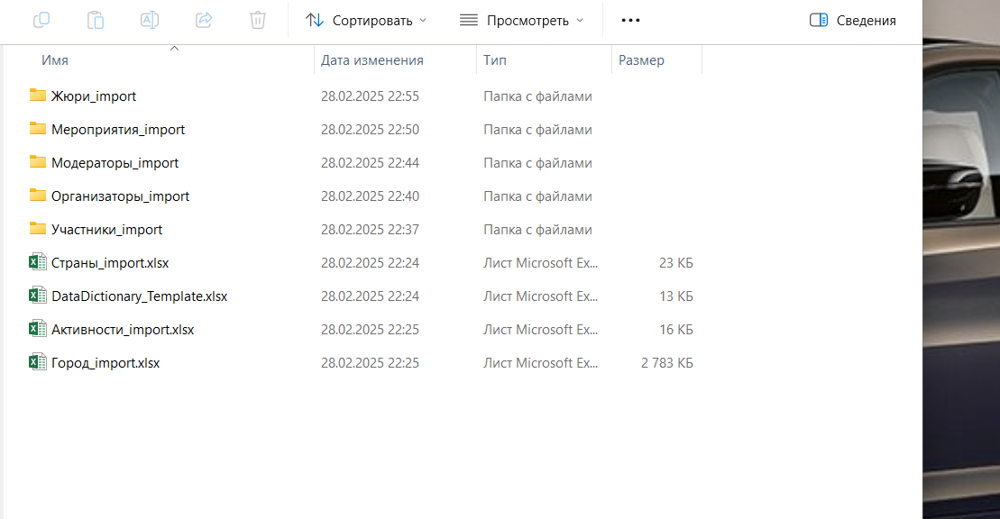 Сортировать Просмотреть Сведения
Имя Дата изменения Тип Размер
Жюри_import 28.02.2025 22:55 Папка с файлами
Мероприятия_import 28.02.2025 22:50 Папка с файлами
Модераторы_import 28.02.2025 22:44 Папка с файлами
Организаторы_import 28.02.2025 22:40 Папка с файлами
Участники_import 28.02.2025 22:37 Папка с файлами
Страны_import.xlsx 28.02.2025 22:24 Лист Microsoft Ex... 23 КБ
DataDictionary_Template.xlsx 28.02.2025 22:24 Лист Microsoft Ex... 13 КБ
Активности_import.xlsx 28.02.2025 22:25 Лист Microsoft Ex... 16 КБ
Город_import.xlsx 28.02.2025 22:25 Лист Microsoft Ex... 2 783 КБ